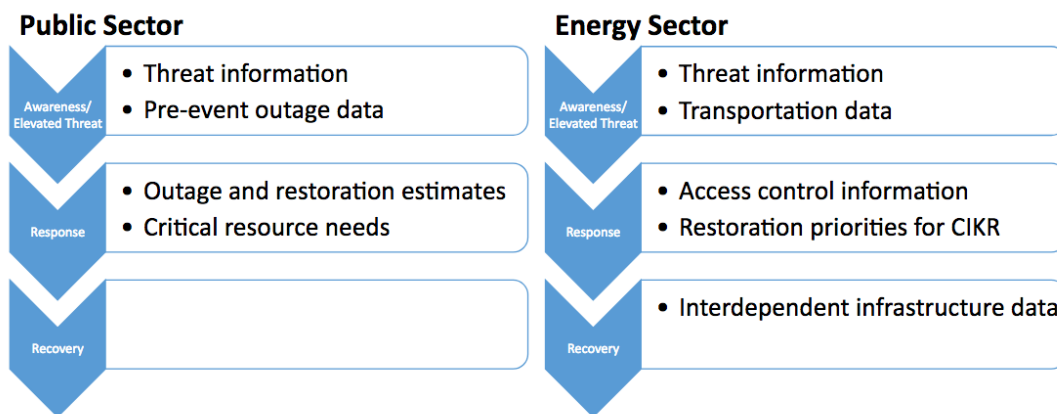 Public Sector
Awareness/
Elevated Threat
• Threat information
• Pre-event outage data
Response
• Outage and restoration estimates
• Critical resource needs
Recovery
Energy Sector
Awareness/
Elevated Threat
• Threat information
• Transportation data
Response
• Access control information
• Restoration priorities for CIKR
Recovery
• Interdependent infrastructure data